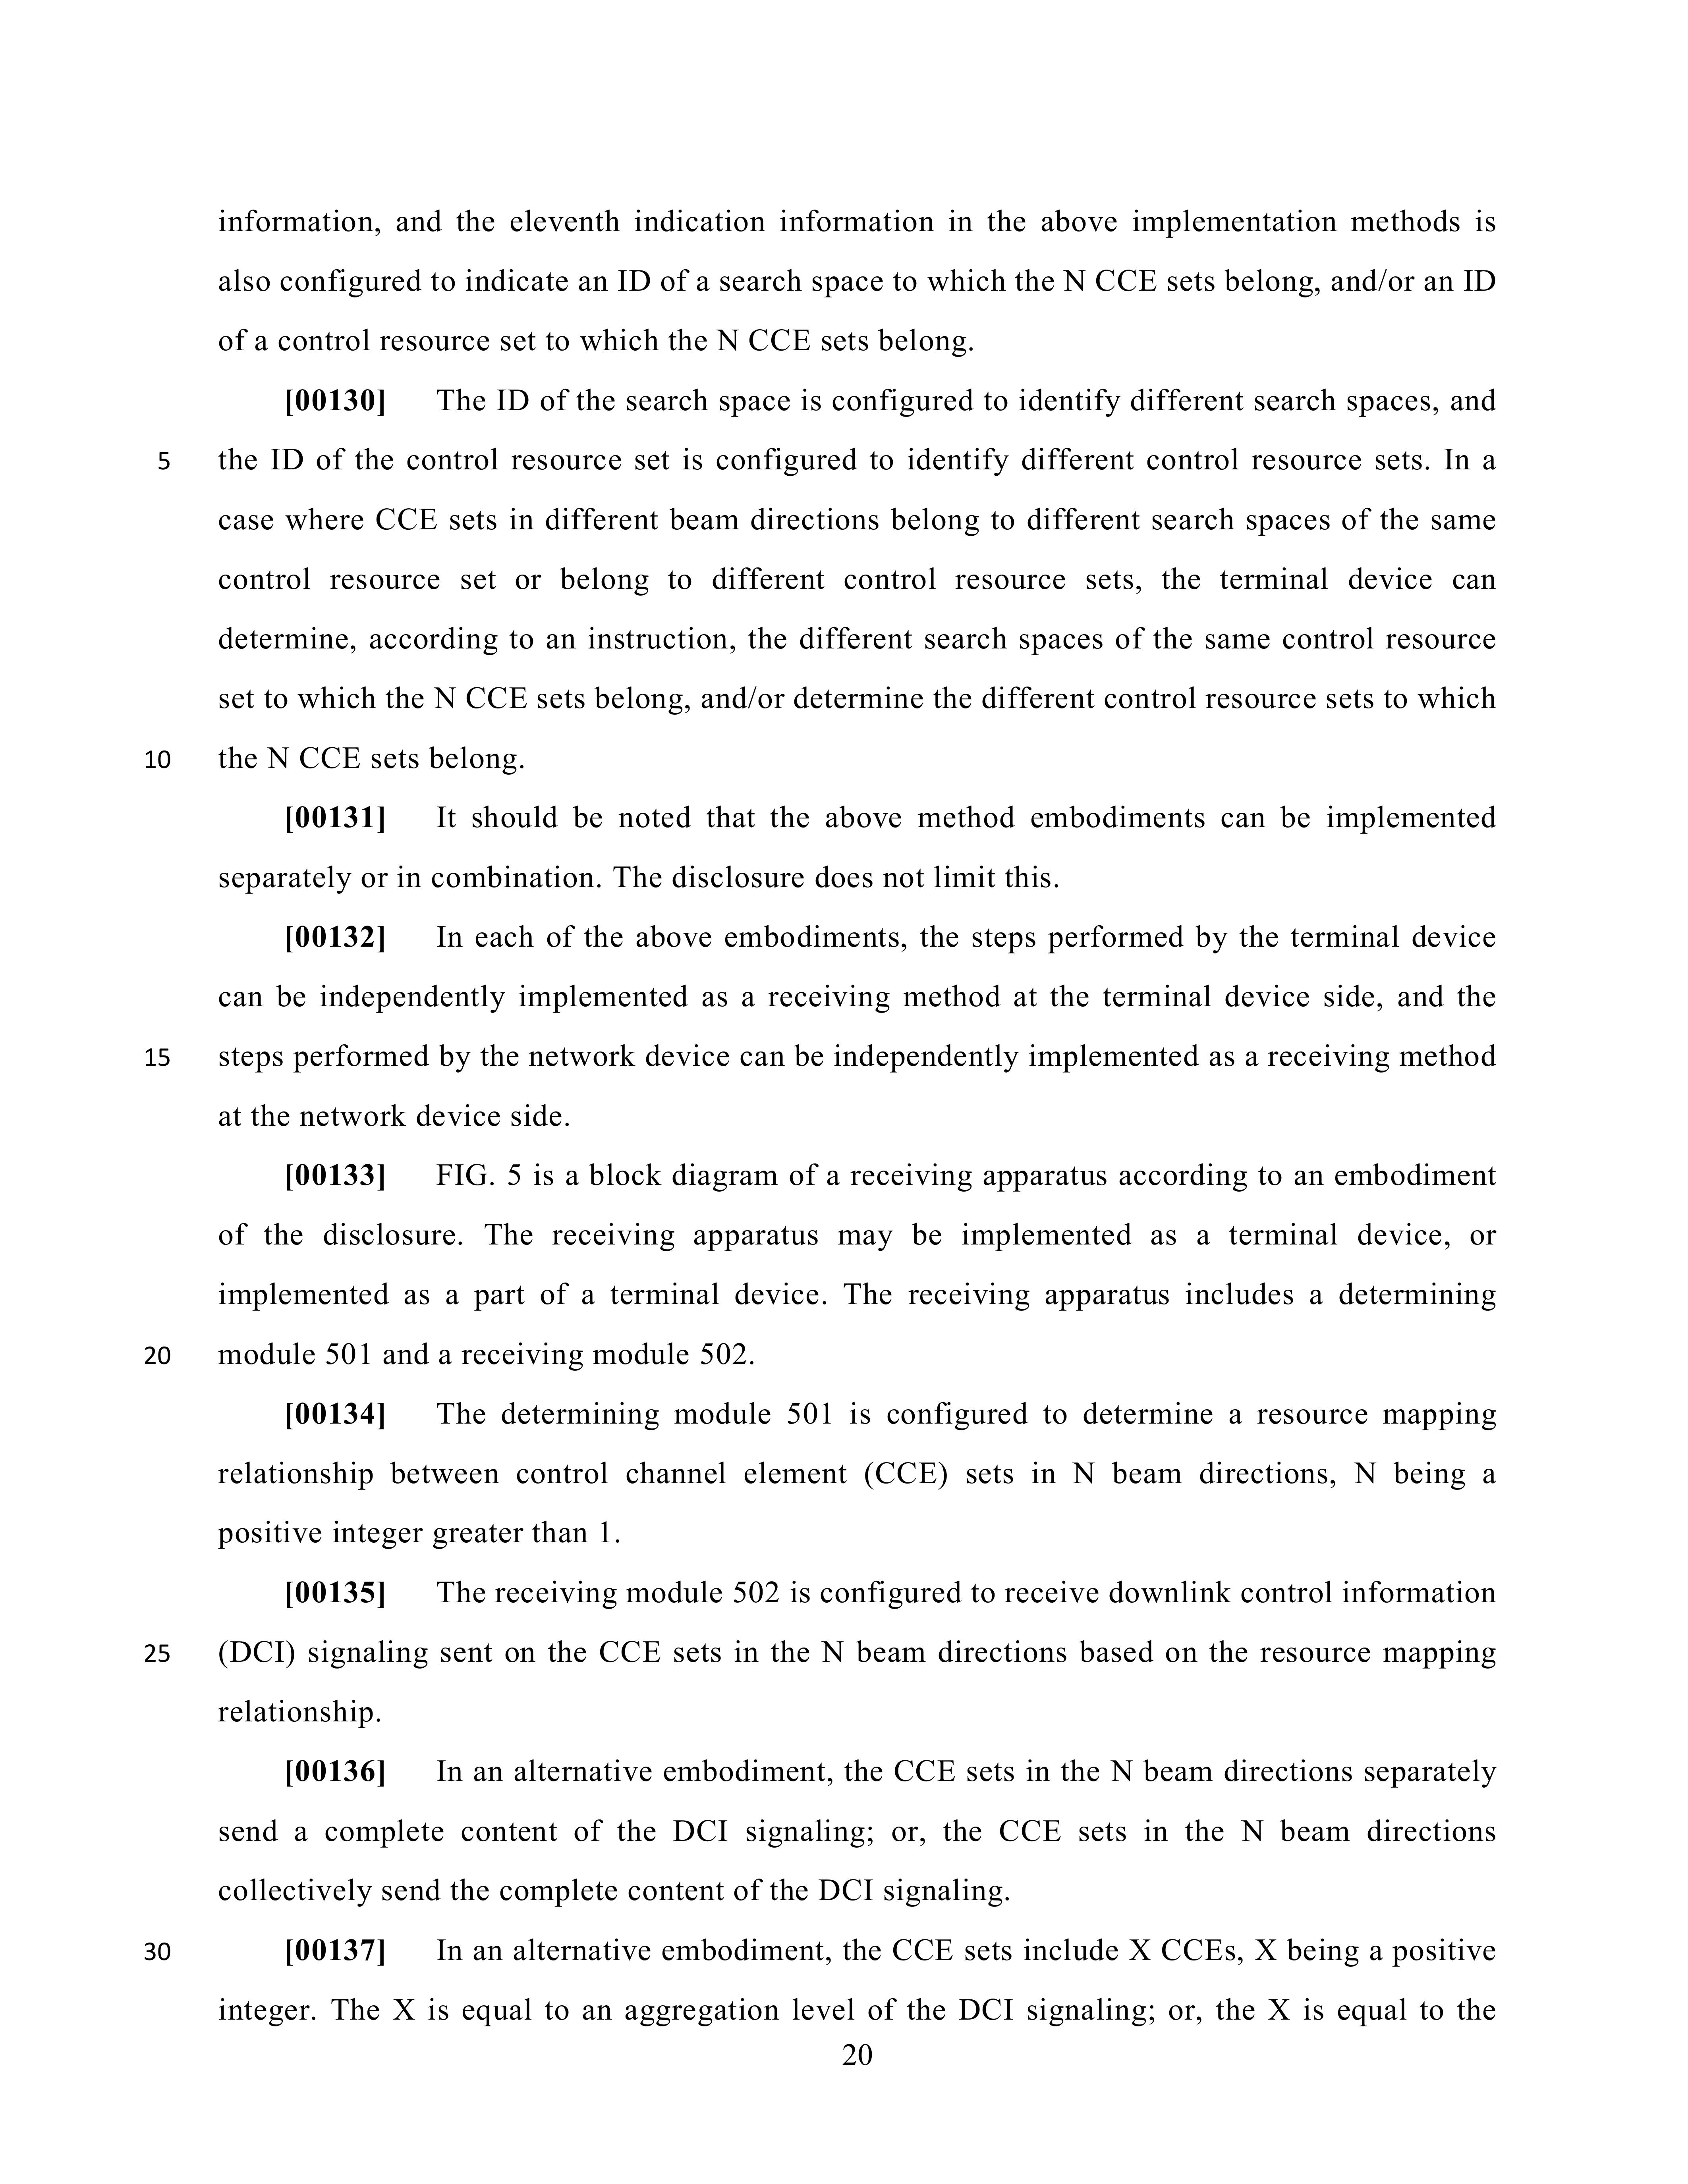 information, and the eleventh indication information in the above implementation methods is
also configured to indicate an ID of a search space to which the N CCE sets belong, and/or an ID
of a control resource set to which the N CCE sets belong.
[00130] The ID of the search space is configured to identify different search spaces, and
5 the ID of the control resource set is configured to identify different control resource sets. In a
case where CCE sets in different beam directions belong to different search spaces of the same
control resource set or belong to different control resource sets, the terminal device can
determine, according to an instruction, the different search spaces of the same control resource
set to which the N CCE sets belong, and/or determine the different control resource sets to which
10 the N CCE sets belong.
[00131] It should be noted that the above method embodiments can be implemented
separately or in combination. The disclosure does not limit this.
[00132] In each of the above embodiments, the steps performed by the terminal device
can be independently implemented as a receiving method at the terminal device side, and the
15 steps performed by the network device can be independently implemented as a receiving method
at the network device side.
[00133] FIG. 5 is a block diagram of a receiving apparatus according to an embodiment
of the disclosure. The receiving apparatus may be implemented as a terminal device, or
implemented as a part of a terminal device. The receiving apparatus includes a determining
20 module 501 and a receiving module 502.
[00134] The determining module 501 is configured to determine a resource mapping
relationship between control channel element (CCE) sets in N beam directions, N being a
positive integer greater than 1.
[00135] The receiving module 502 is configured to receive downlink control information
25 (DCI) signaling sent on the CCE sets in the N beam directions based on the resource mapping
relationship.
[00136] In an alternative embodiment, the CCE sets in the N beam directions separately
send a complete content of the DCI signaling; or, the CCE sets in the N beam directions
collectively send the complete content of the DCI signaling.
30 [00137] In an alternative embodiment, the CCE sets include X CCEs, X being a positive
integer. The X is equal to an aggregation level of the DCI signaling; or, the X is equal to the
20